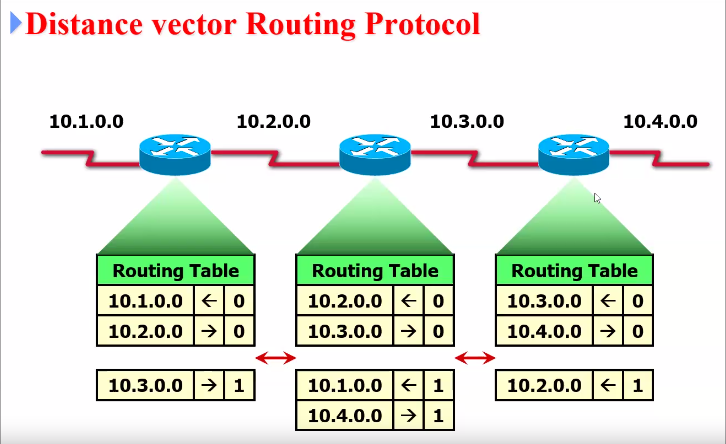 Distance vector Routing Protocol
10.1.0.0 10.2.0.0 10.3.0.0 10.4.0.0
Routing Table
10.1.0.0 ← 0
10.2.0.0 → 0
10.3.0.0 → 1
Routing Table
10.2.0.0 ← 0
10.3.0.0 → 0
10.1.0.0 ← 1
10.4.0.0 → 1
Routing Table
10.3.0.0 ← 0
10.4.0.0 → 0
10.2.0.0 ← 1